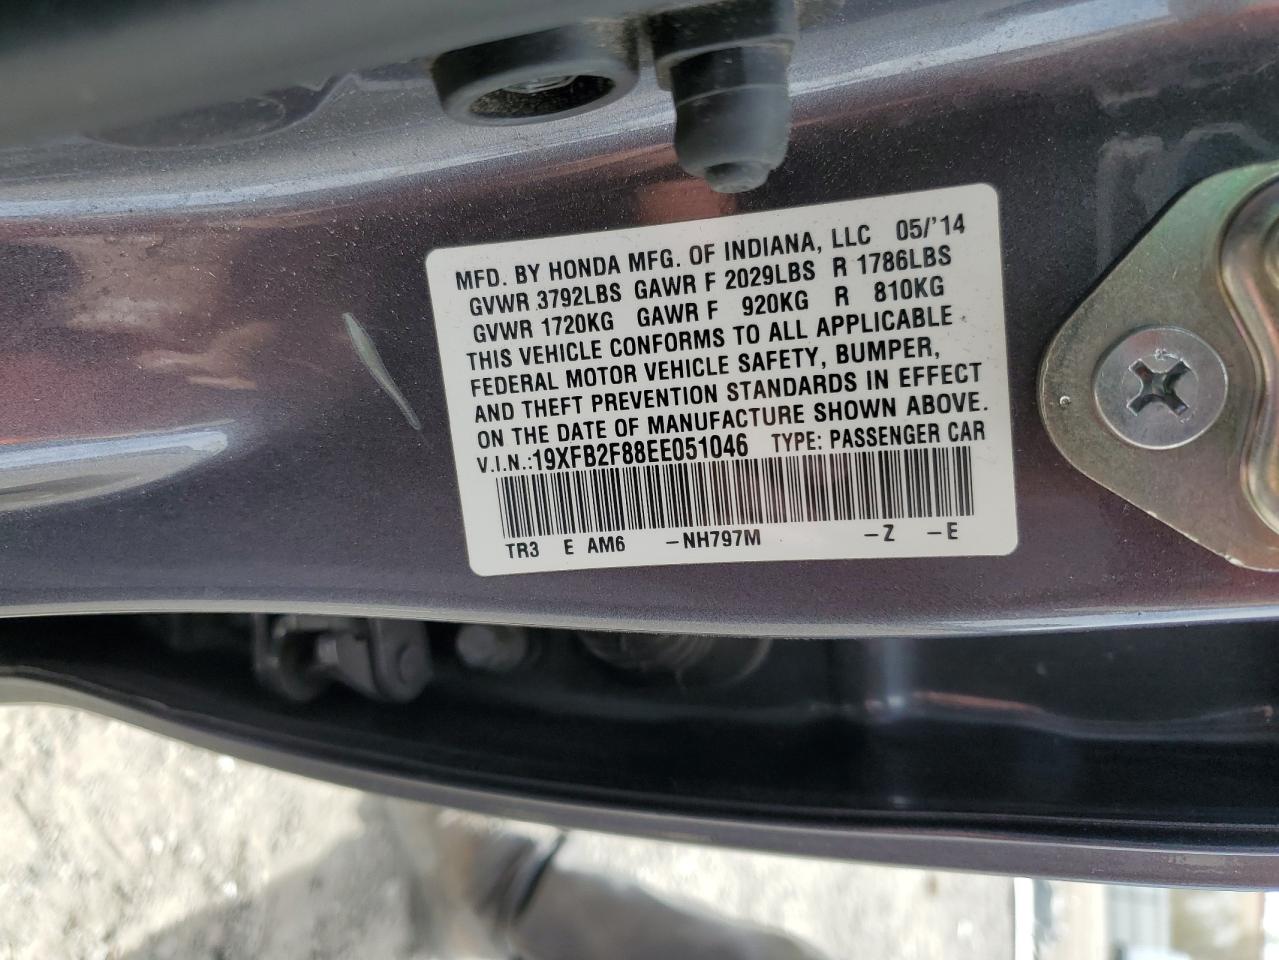 MFD. BY HONDA MFG. OF INDIANA, LLC 05/'14
GVWR 3792LBS GAWR F 2029LBS R 1786LBS
GVWR 1720KG GAWR F 920KG R 810KG
THIS VEHICLE CONFORMS TO ALL APPLICABLE
FEDERAL MOTOR VEHICLE SAFETY, BUMPER,
AND THEFT PREVENTION STANDARDS IN EFFECT
ON THE DATE OF MANUFACTURE SHOWN ABOVE.
V.I.N.:19XFB2F88EE051046 TYPE: PASSENGER CAR
TR3 E AM6 -NH797M -Z -E